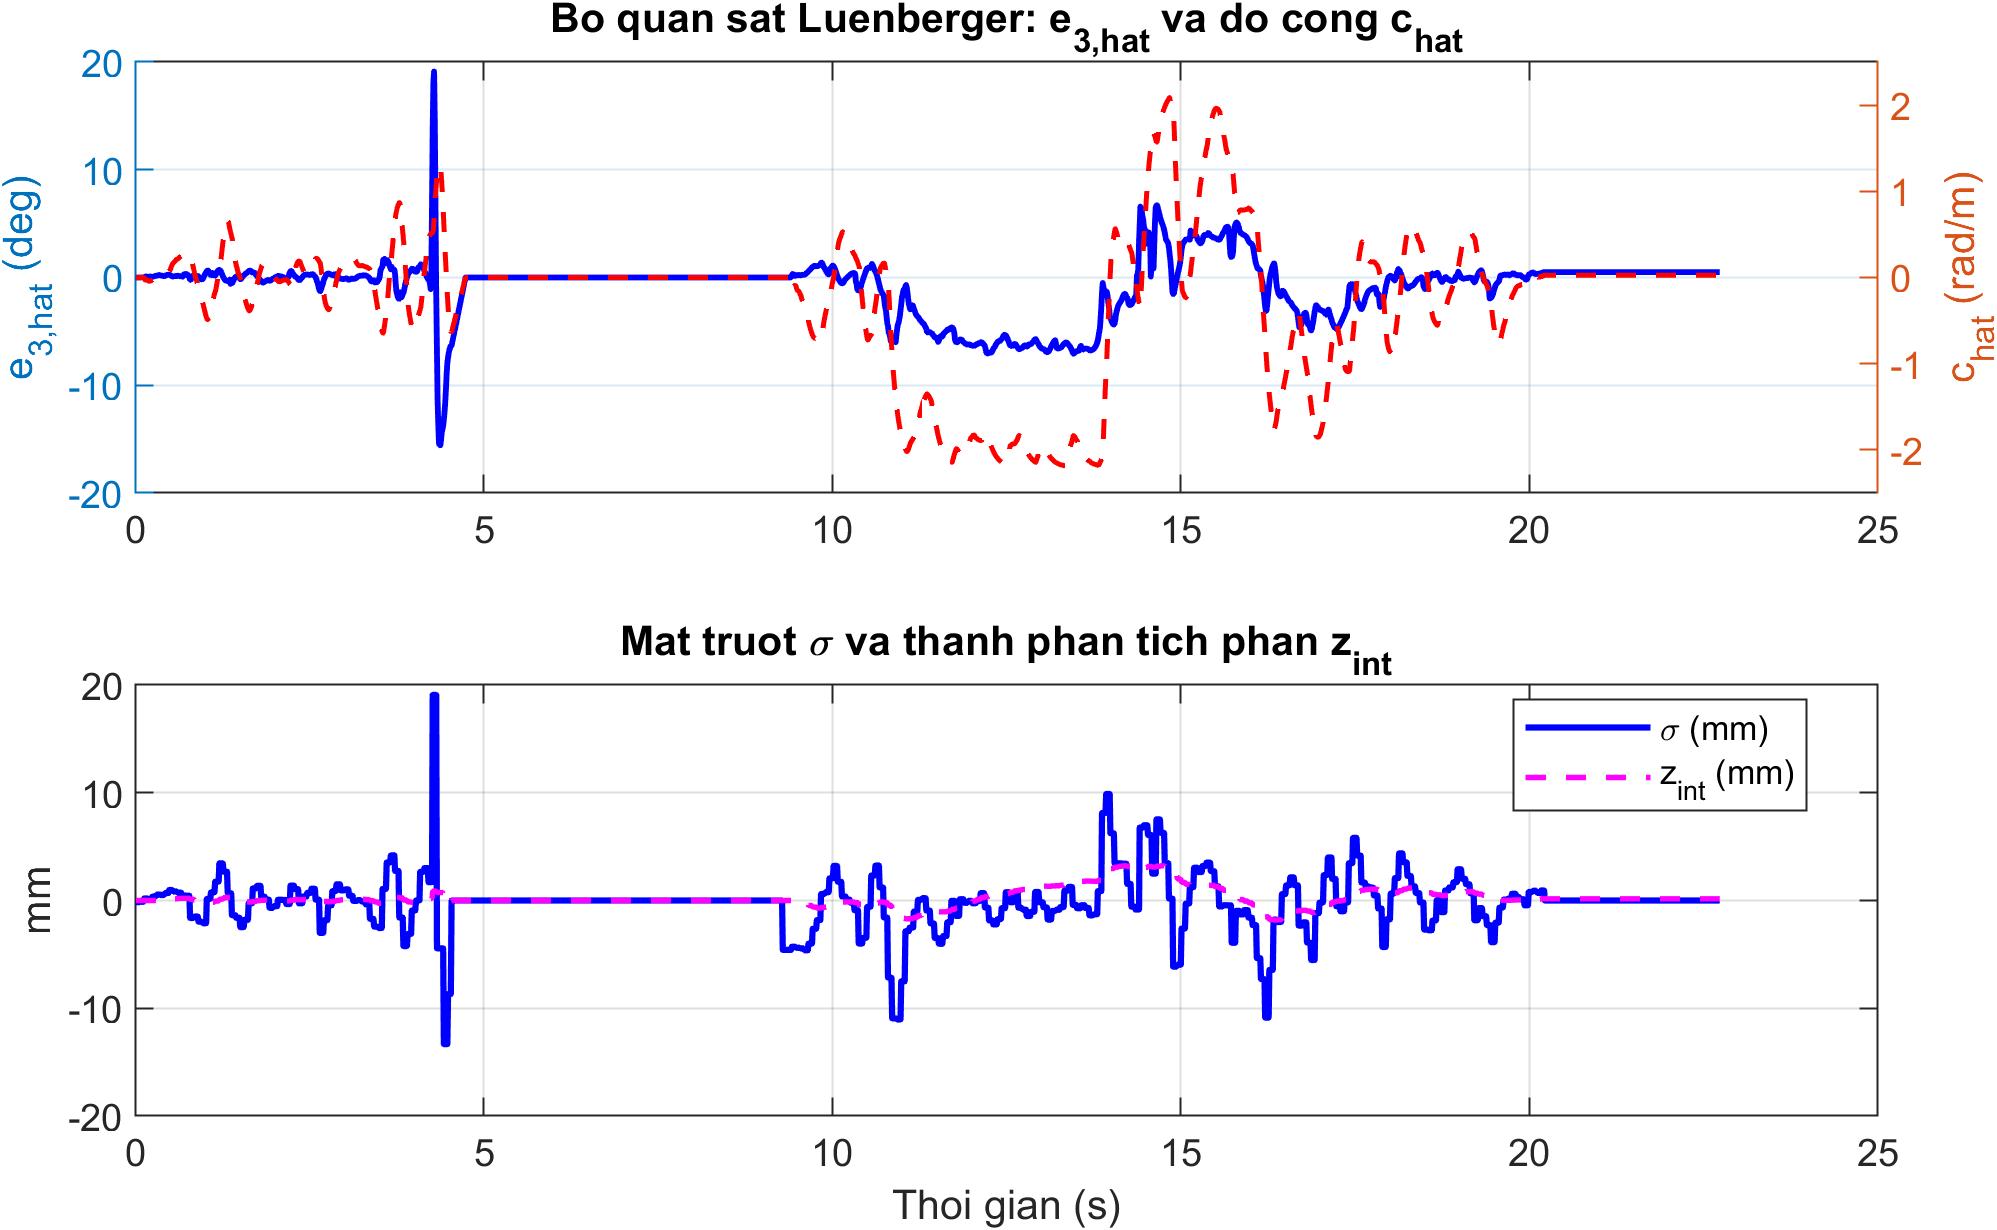 Bo quan sat Luenberger: e3,hat va do cong chat
20
10
0
-10
-20
e3,hat (deg)
2
1
0
-1
-2
chat (rad/m)
0 5 10 15 20 25
Mat truot σ va thanh phan tich phan zint
20
10
0
-10
-20
mm
σ (mm)
zint (mm)
0 5 10 15 20 25
Thoi gian (s)